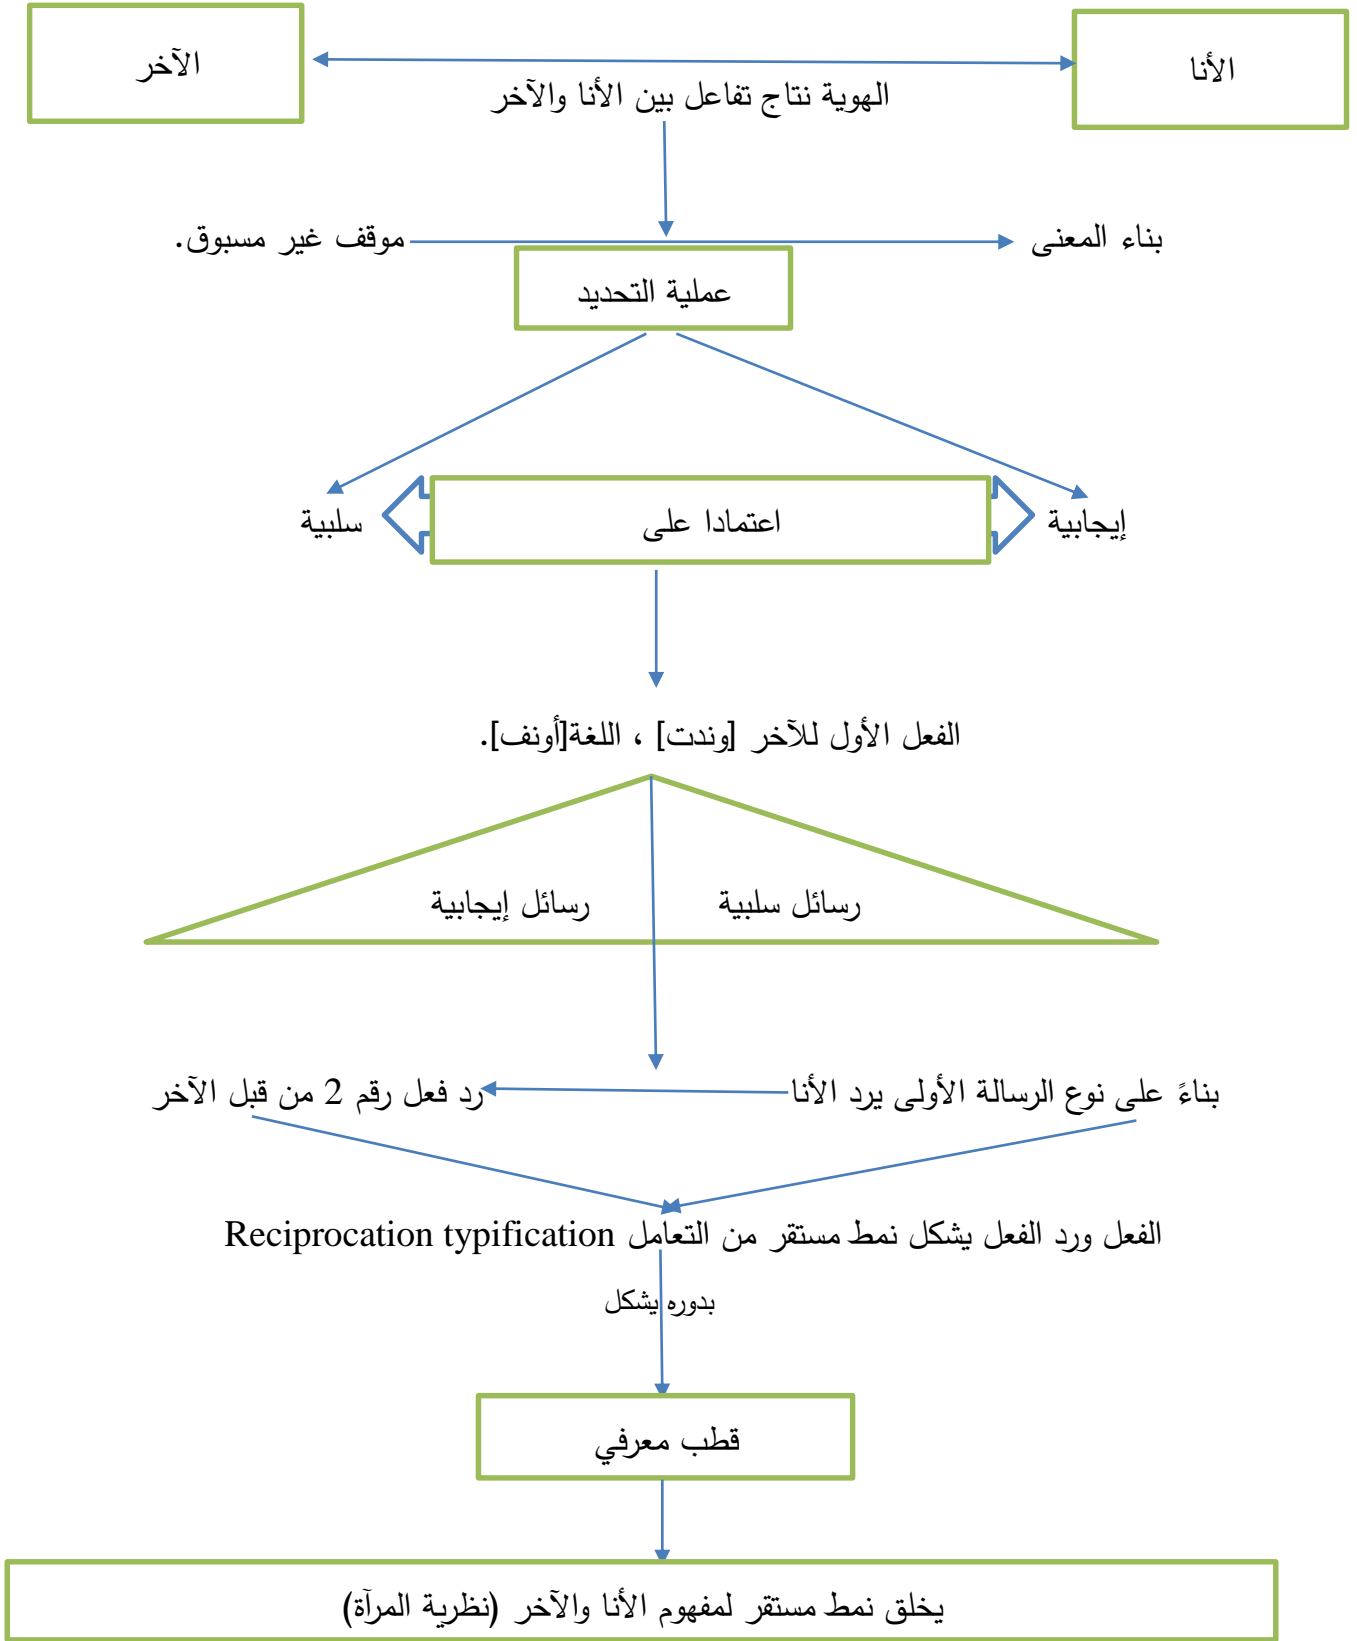 الأنا
الآخر
الهوية نتاج تفاعل بين الأنا والآخر
بناء المعنى
موقف غير مسبوق.
عملية التحديد
إيجابية
اعتمادا على
سلبية
الفعل الأول للآخر [وندت] ، اللغة[أونف].
رسائل سلبية
رسائل إيجابية
بناءً على نوع الرسالة الأولى يرد الأنا
رد فعل رقم 2 من قبل الآخر
الفعل ورد الفعل يشكل نمط مستقر من التعامل Reciprocation typification
بدوره يشكل
قطب معرفي
يخلق نمط مستقر لمفهوم الأنا والآخر (نظرية المرآة)